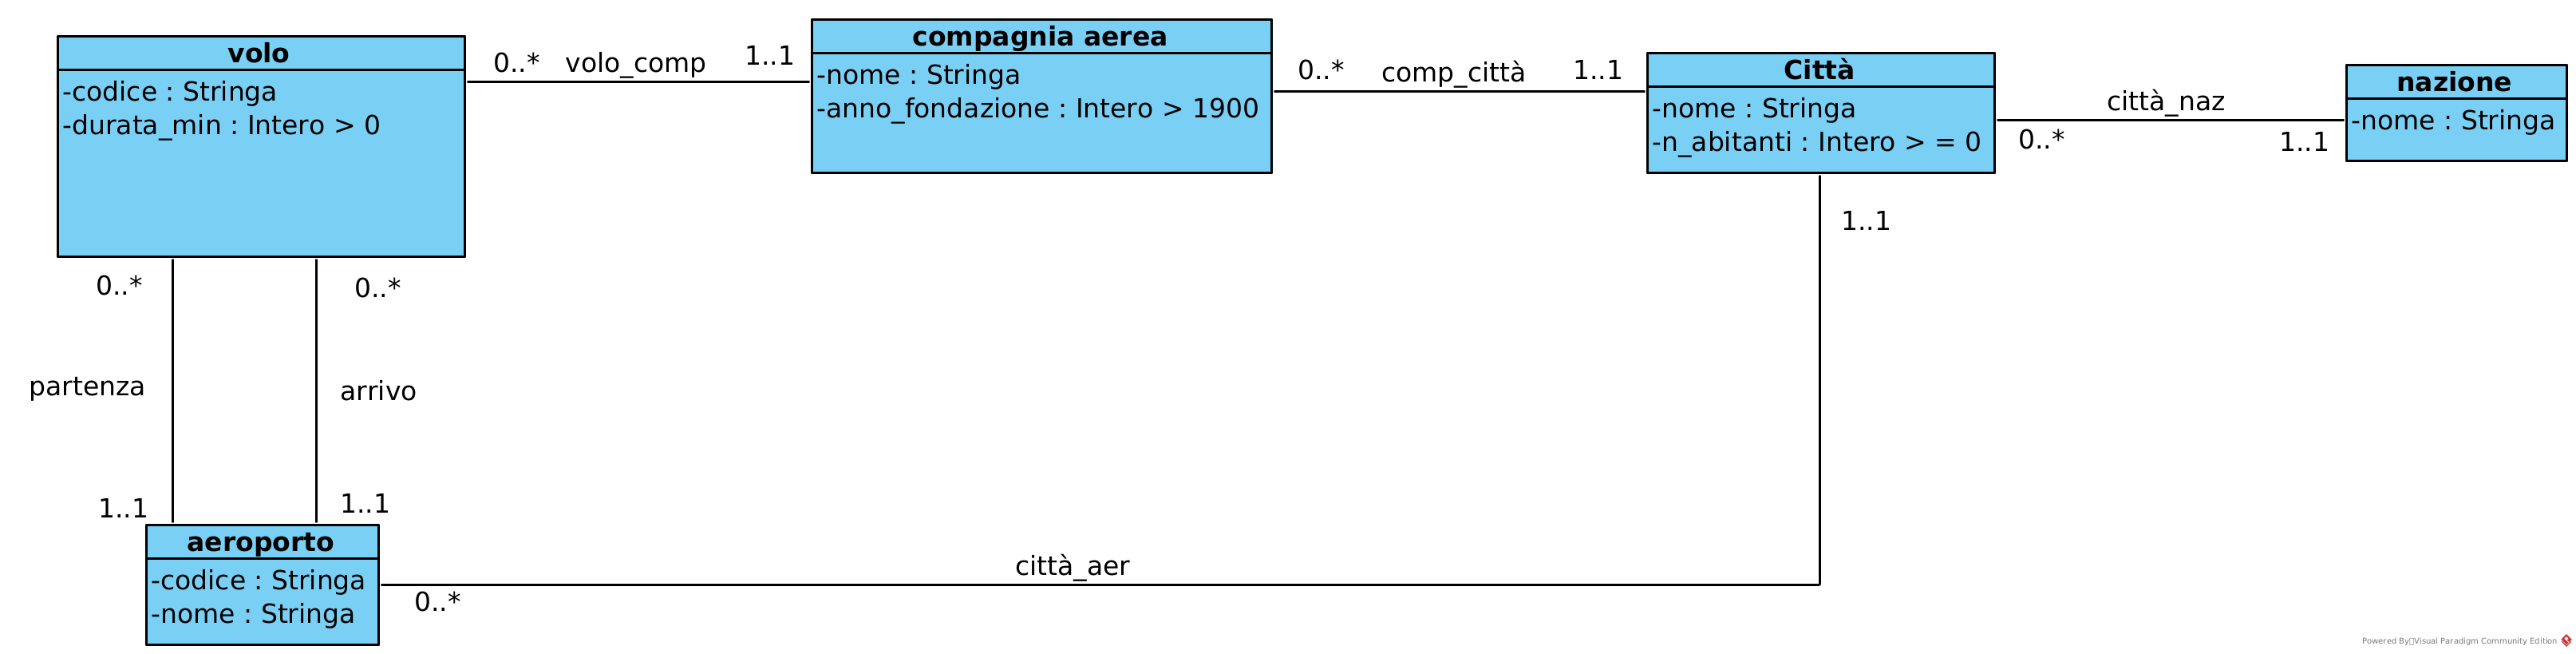 volo
-codice : Stringa
-durata_min : Intero > 0
0..* volo_comp 1..1
compagnia aerea
-nome : Stringa
-anno_fondazione : Intero > 1900
0..* comp_città 1..1
Città
-nome : Stringa
-n_abitanti : Intero > = 0
città_naz
0..* 1..1
nazione
-nome : Stringa
1..1
0..* 0..*
partenza arrivo
1..1 1..1
aeroporto
-codice : Stringa
-nome : Stringa
città_aer
0..*
Powered By Visual Paradigm Community Edition